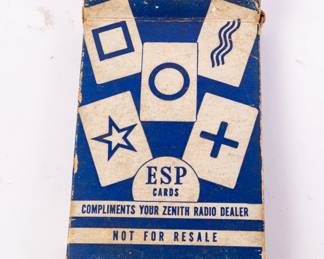 ESP
CARDS
COMPLIMENTS YOUR ZENITH RADIO DEALER
NOT FOR RESALE